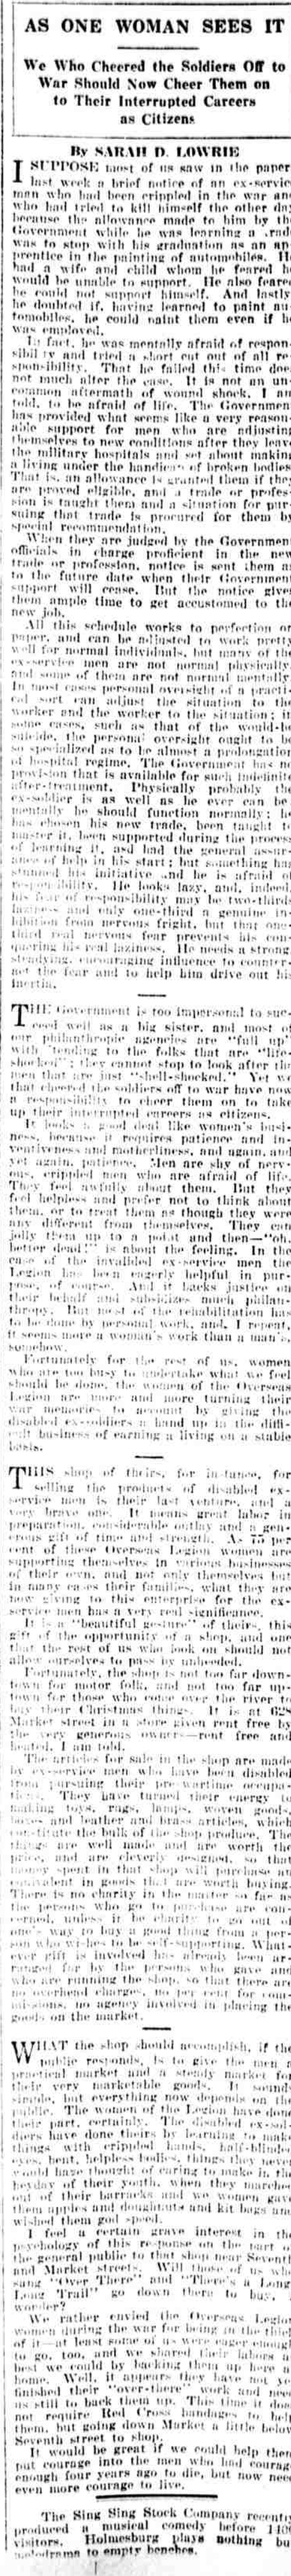 AS ONE WOMAN SEES IT
We Who Cheered the Soldiers Off to
War Should Now Cheer Them on
to Their Interrupted Careers
as Citizens
By SARAH D. LOWRIE
I SUPPOSE most of us saw in the paper
last week a brief notice of an ex-service
man who had been crippled in the war an
who had tried to kill himself the other da
because the allowance made to him by th
Government while he was learning a trad
was to stop with his graduation as an ap
prentice in the painting of automobiles. H
had a wife and child whom he feared h
would be unable to support. He also feare
he could not support himself. And lastly
he doubted if, having learned to paint au
tomobiles, he could paint them even if h
was employed.
In fact, he was mentally afraid of respon
sibility and tried a short cut out of all re
sponsibility. That he failed this time doe
not much alter the case. It is not an un
common aftermath of wound shock, I am
told, to be afraid of life. The Governmen
has provided what seems like a very reason
able support for men who are adjusting
themselves to new conditions after they leave
the military hospitals and set about making
a living under the handicap of broken bodies
That is, an allowance is granted them if they
are proved eligible, and a trade or profes
sion is taught them and a situation for pur
suing that trade is procured for them by
special recommendation.
When they are judged by the Government
officials in charge proficient in the new
trade or profession, notice is sent them a
to the future date when their Government
support will cease. But the notice give
them ample time to get accustomed to the
new job.
All this schedule works to perfection on
paper, and can be adjusted to work pretty
well for normal individuals, but many of the
ex-service men are not normal physically
and some of them are not normal mentally.
In most cases personal oversight of a practi
cal sort can adjust the situation to the
worker and the worker to the situation; in
some cases, such as that of the would-be
suicide, the personal oversight ought to be
so specialized as to be almost a prolongation
of hospital regime. The Government has no
provision that is available for such indefinite
after-treatment. Physically probably the
ex-soldier is as well as he ever can be
mentally he should function normally; he
has chosen his new trade, been taught to
master it, been supported during the process
of learning it, asd had the general assur
ance of help in his start; but something has
stunned his initiative and he is afraid of
responsibility. He looks lazy, and, indeed,
his fear of responsibility may be two-thirds
laziness and only one-third a genuine in
hibition from nervous fright, but that one-
third real nervous fear prevents his con
quering his real laziness. He needs a strong,
steadying, encouraging influence to counter-
act the fear and to help him drive out his
inertia.
THE Government is too impersonal to suc-
ceed well as a big sister, and most of
our philanthropic agencies are "full up"
with tending to the folks that are "life-
shocked"; they cannot stop to look after the
men that are just "shell-shocked." Yet we
that cheered the soldiers off to war have now
a responsibility to cheer them on to take
up their interrupted careers as citizens.
It looks a good deal like women's busi-
ness, because it requires patience and in-
ventiveness and motherliness, and again, and
yet again, patience. Men are shy of nerv-
ous, crippled men who are afraid of life.
They feel awfully about them. But they
feel helpless and prefer not to think about
them, or to treat them as though they were
any different from themselves. They can
jolly them up to a point and then—"oh,
better dead!" is about the feeling. In the
case of the invalided ex-service men the
Legion has been eagerly helpful in pur-
pose, of course. And it backs justice on
their behalf and subsidizes much philan-
thropy. But most of the rehabilitation has
to be done by personal work, and, I repeat,
it seems more a woman's work than a man's,
somehow.
Fortunately for the rest of us, women
who are too busy to undertake what we feel
should be done, the women of the Overseas
Legion are more and more turning their
war memories to account by giving the
disabled ex-soldiers a hand up in the diffi-
cult business of earning a living on a stable
basis.
THIS shop of theirs, for instance, for
selling the products of disabled ex-
service men is their last venture, and a
very brave one. It means great labor in
preparation, considerable outlay and a gen-
erous gift of time and strength. As 75 per
cent of these Overseas Legion women are
supporting themselves in various businesses
of their own, and not only themselves but
in many cases their families, what they are
now giving to this enterprise for the ex-
service men has a very real significance.
It is a "beautiful gesture" of theirs, this
gift of the opportunity of a shop, and one
that the rest of us who look on should not
allow ourselves to pass by unheeded.
Fortunately, the shop is not too far down-
town for motor folk, and not too far up-
town for those who come over the river to
buy their Christmas things. It is at 628
Market street in a store given rent free by
the very generous owners—rent free and
heated, I am told.
The articles for sale in the shop are made
by ex-service men who have been disabled
from pursuing their pre-wartime occupa-
tions. They have turned their energy to
making toys, rugs, lamps, woven goods,
boxes and leather and brass articles, which
constitute the bulk of the shop produce. The
things are well made and are worth the
price, and are cleverly designed, so that
money spent in that shop will purchase an
equivalent in goods that are worth buying.
There is no charity in the matter so far as
the persons who go to purchase are con-
cerned, unless it be charity to go out of
one's way to buy a good thing from a per-
son who wishes to be self-supporting. What-
ever gift is involved has already been ar-
ranged for by the persons who gave and
who are running the shop, so that there are
no overhead charges, no per cent for com-
missions, no agency involved in placing the
goods on the market.
WHAT the shop should accomplish, if the
public responds, is to give the men a
practical market and a steady market for
their very marketable goods. It sounds
simple, but everything now depends on the
public. The women of the Legion have done
their part, certainly. The disabled ex-sol-
diers have done theirs by learning to make
things with crippled hands, half-blinded
eyes, bent, helpless bodies, things they never
would have thought of caring to make in the
heyday of their youth, when they marched
out of their barracks and we women gave
them apples and doughnuts and kit bags and
wished them god speed.
I feel a certain grave interest in the
psychology of this response on the part of
the general public to that shop near Seventh
and Market streets. Will those of us who
sang "Over There" and "There's a Long
Long Trail" go down there to buy, I
wonder?
We rather envied the Overseas Legion
women during the war for being in the thick
of it—at least some of us were eager enough
to go, too, and we shared their labors as
best we could by backing them up here at
home. Well, it appears they have not yet
finished their "over-there" work and need
us still to back them up. This time it does
not require Red Cross bandages to help
them, but going down Market a little below
Seventh street to shop.
It would be great if we could help them
put courage into the men who had courage
enough four years ago to die, but now need
even more courage to live.
The Sing Sing Stock Company recently
produced a musical comedy before 1400
visitors. Holmesburg plays nothing but
melodrama to empty benches.